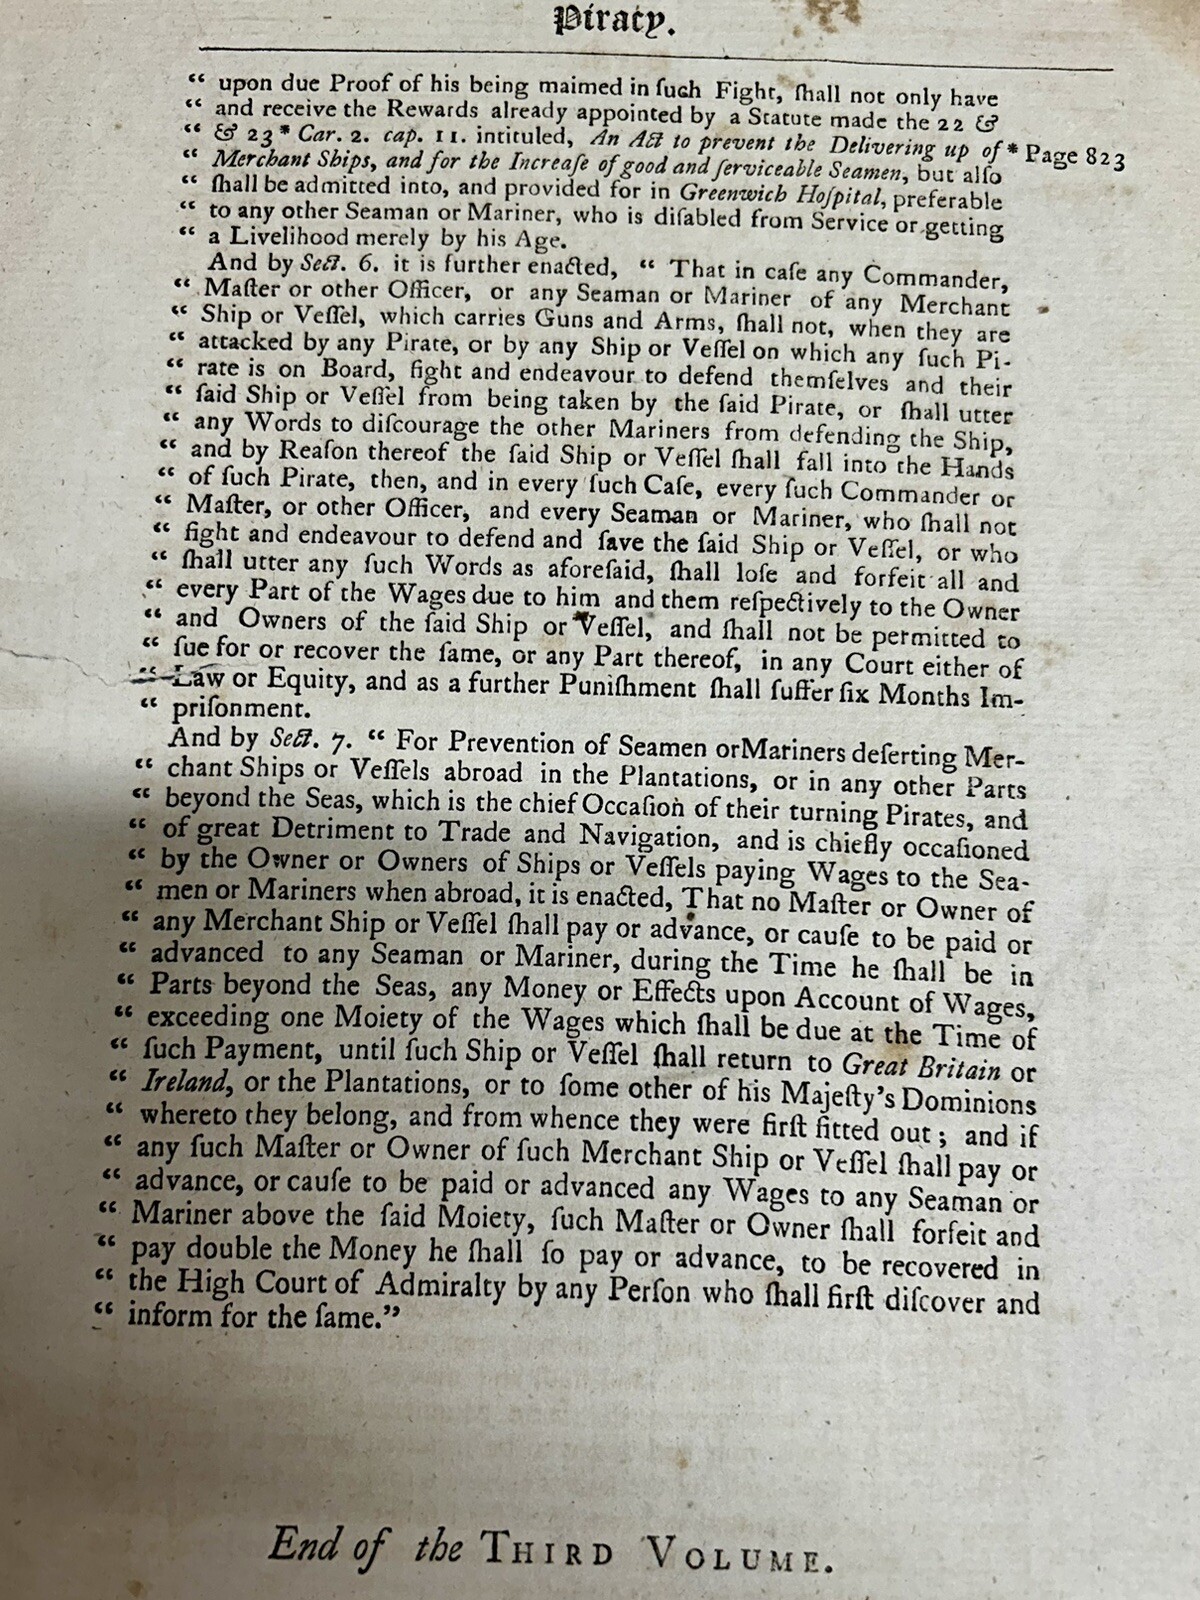 Piracy.
“ upon due Proof of his being maimed in ſuch Fight, ſhall not only have
“ and receive the Rewards already appointed by a Statute made the 22 &
“ & 23 * Car. 2. cap. 11. intituled, An Act to prevent the Delivering up of * Page 823
“ Merchant Ships, and for the Increaſe of good and ſerviceable Seamen, but alſo
“ ſhall be admitted into, and provided for in Greenwich Hoſpital, preferable
“ to any other Seaman or Mariner, who is diſabled from Service or getting
“ a Livelihood merely by his Age.
And by Sect. 6. it is further enacted, “ That in caſe any Commander,
“ Maſter or other Officer, or any Seaman or Mariner of any Merchant
“ Ship or Veſſel, which carries Guns and Arms, ſhall not, when they are
“ attacked by any Pirate, or by any Ship or Veſſel on which any ſuch Pi-
“ rate is on Board, fight and endeavour to defend themſelves and their
“ ſaid Ship or Veſſel from being taken by the ſaid Pirate, or ſhall utter
“ any Words to diſcourage the other Mariners from defending the Ship,
“ and by Reaſon thereof the ſaid Ship or Veſſel ſhall fall into the Hands
“ of ſuch Pirate, then, and in every ſuch Caſe, every ſuch Commander or
“ Maſter, or other Officer, and every Seaman or Mariner, who ſhall not
“ fight and endeavour to defend and ſave the ſaid Ship or Veſſel, or who
“ ſhall utter any ſuch Words as aforeſaid, ſhall loſe and forfeit all and
“ every Part of the Wages due to him and them reſpectively to the Owner
“ and Owners of the ſaid Ship or Veſſel, and ſhall not be permitted to
“ ſue for or recover the ſame, or any Part thereof, in any Court either of
“ Law or Equity, and as a further Puniſhment ſhall ſuffer ſix Months Im-
“ priſonment.
And by Sect. 7. “ For Prevention of Seamen or Mariners deſerting Mer-
“ chant Ships or Veſſels abroad in the Plantations, or in any other Parts
“ beyond the Seas, which is the chief Occaſion of their turning Pirates, and
“ of great Detriment to Trade and Navigation, and is chiefly occaſioned
“ by the Owner or Owners of Ships or Veſſels paying Wages to the Sea-
“ men or Mariners when abroad, it is enacted, That no Maſter or Owner of
“ any Merchant Ship or Veſſel ſhall pay or advance, or cauſe to be paid or
“ advanced to any Seaman or Mariner, during the Time he ſhall be in
“ Parts beyond the Seas, any Money or Effects upon Account of Wages,
“ exceeding one Moiety of the Wages which ſhall be due at the Time of
“ ſuch Payment, until ſuch Ship or Veſſel ſhall return to Great Britain or
“ Ireland, or the Plantations, or to ſome other of his Majeſty’s Dominions
“ whereto they belong, and from whence they were firſt fitted out ; and if
“ any ſuch Maſter or Owner of ſuch Merchant Ship or Veſſel ſhall pay or
“ advance, or cauſe to be paid or advanced any Wages to any Seaman or
“ Mariner above the ſaid Moiety, ſuch Maſter or Owner ſhall forfeit and
“ pay double the Money he ſhall ſo pay or advance, to be recovered in
“ the High Court of Admiralty by any Perſon who ſhall firſt diſcover and
“ inform for the ſame.”
End of the THIRD VOLUME.